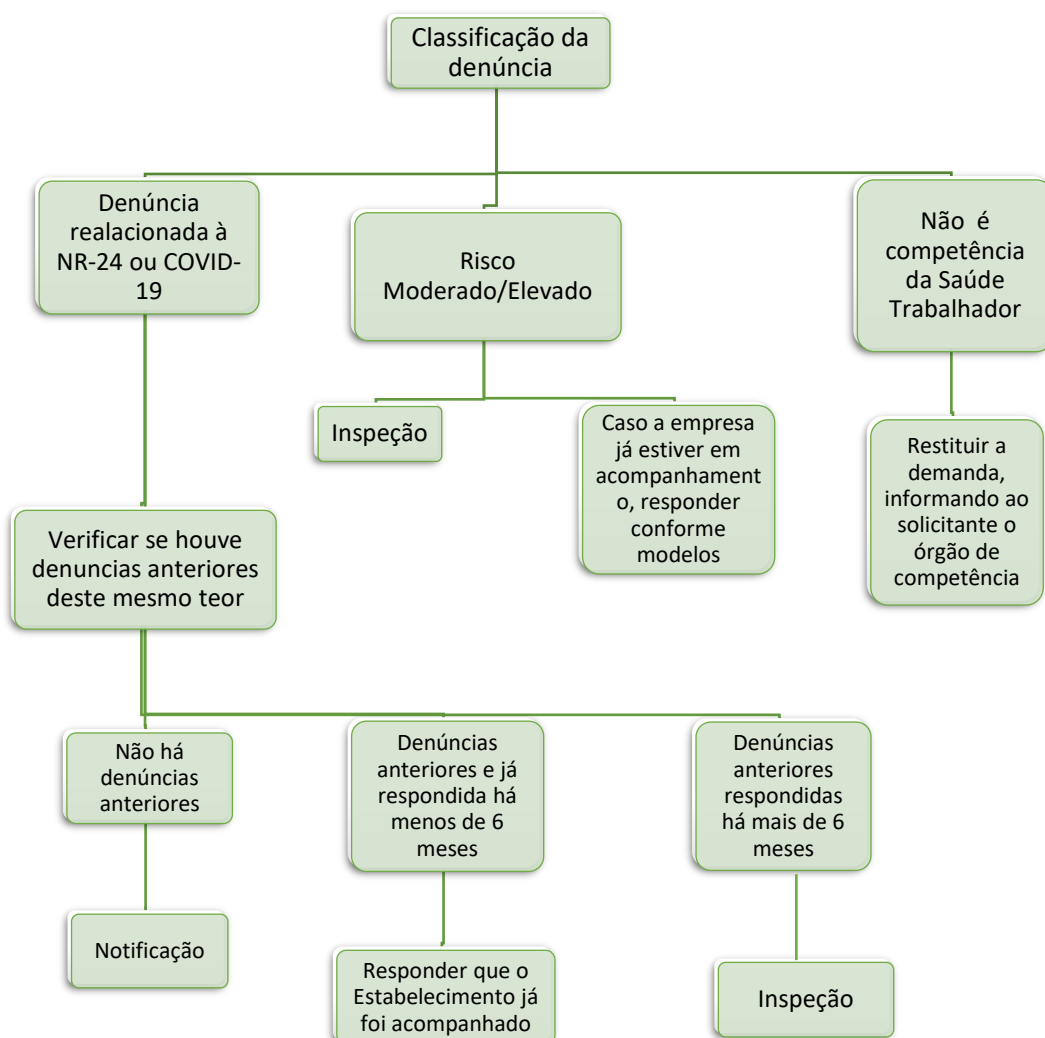 Classificação da
denúncia
Denúncia
realacionada à
NR-24 ou COVID-
19
Risco
Moderado/Elevado
Não é
competência
da Saúde
Trabalhador
Inspeção
Caso a empresa
já estiver em
acompanhament
o, responder
conforme
modelos
Restituir a
demanda,
informando ao
solicitante o
órgão de
competência
Verificar se houve
denuncias anteriores
deste mesmo teor
Não há
denúncias
anteriores
Denúncias
anteriores e já
respondida há
menos de 6
meses
Denúncias
anteriores
respondidas
há mais de 6
meses
Notificação
Responder que o
Estabelecimento já
foi acompanhado
Inspeção